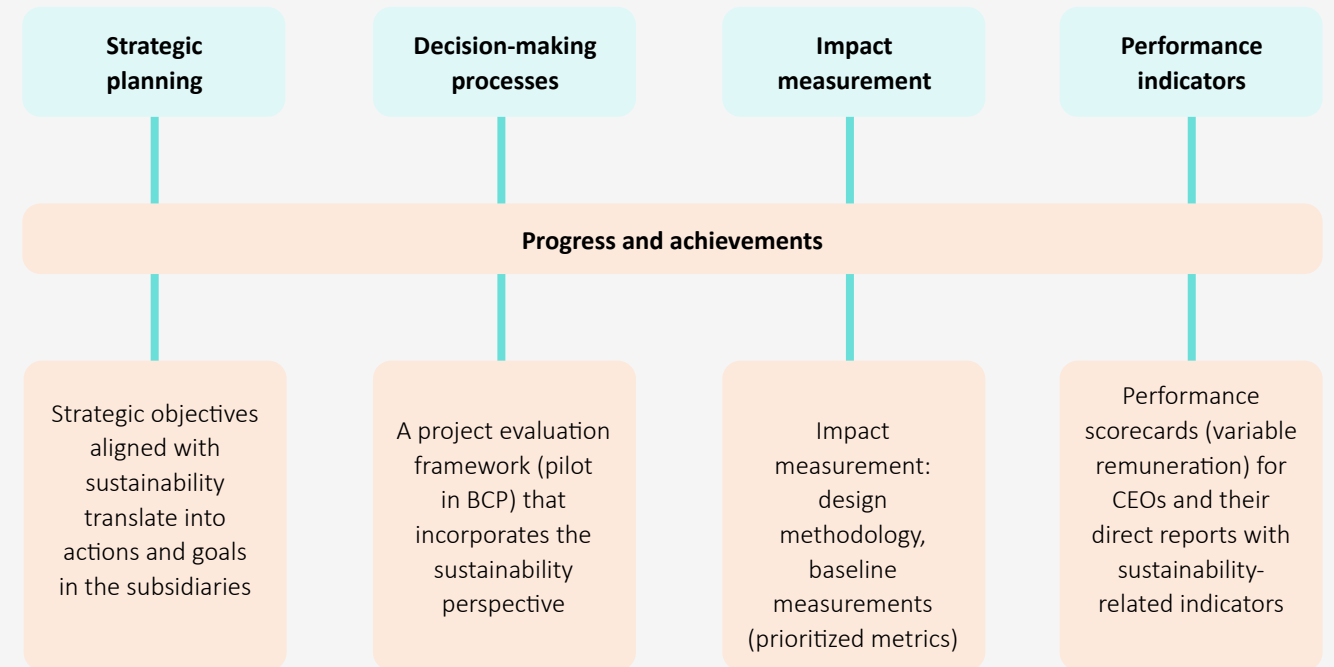 Strategic
planning
Decision-making
processes
Impact
measurement
Performance
indicators
Progress and achievements
Strategic objectives
aligned with
sustainability
translate into
actions and goals
in the subsidiaries
A project evaluation
framework (pilot
in BCP) that
incorporates the
sustainability
perspective
Impact
measurement:
design
methodology,
baseline
measurements
(prioritized metrics)
Performance
scorecards (variable
remuneration) for
CEOs and their
direct reports with
sustainability-
related indicators